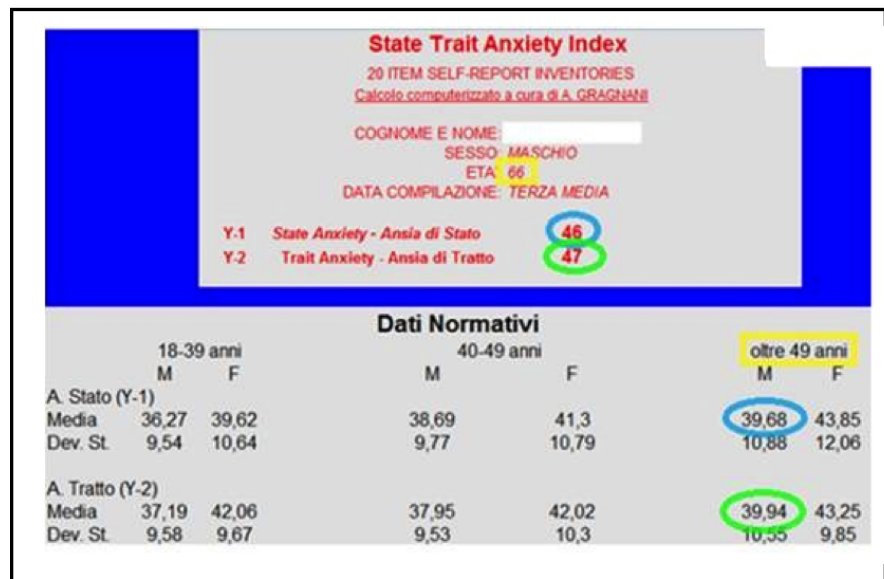 State Trait Anxiety Index
20 ITEM SELF-REPORT INVENTORIES
Calcolo computerizzato a cura di A. GRAGNANI
COGNOME E NOME:
SESSO: MASCHIO
ETA' 66
DATA COMPILAZIONE: TERZA MEDIA
Y-1 State Anxiety - Ansia di Stato 46
Y-2 Trait Anxiety - Ansia di Tratto 47
Dati Normativi
18-39 anni 40-49 anni oltre 49 anni
M F M F M F
A. Stato (Y-1)
Media 36,27 39,62 38,69 41,3 39,68 43,85
Dev. St. 9,54 10,64 9,77 10,79 10,88 12,06
A. Tratto (Y-2)
Media 37,19 42,06 37,95 42,02 39,94 43,25
Dev. St. 9,58 9,67 9,53 10,3 10,55 9,85